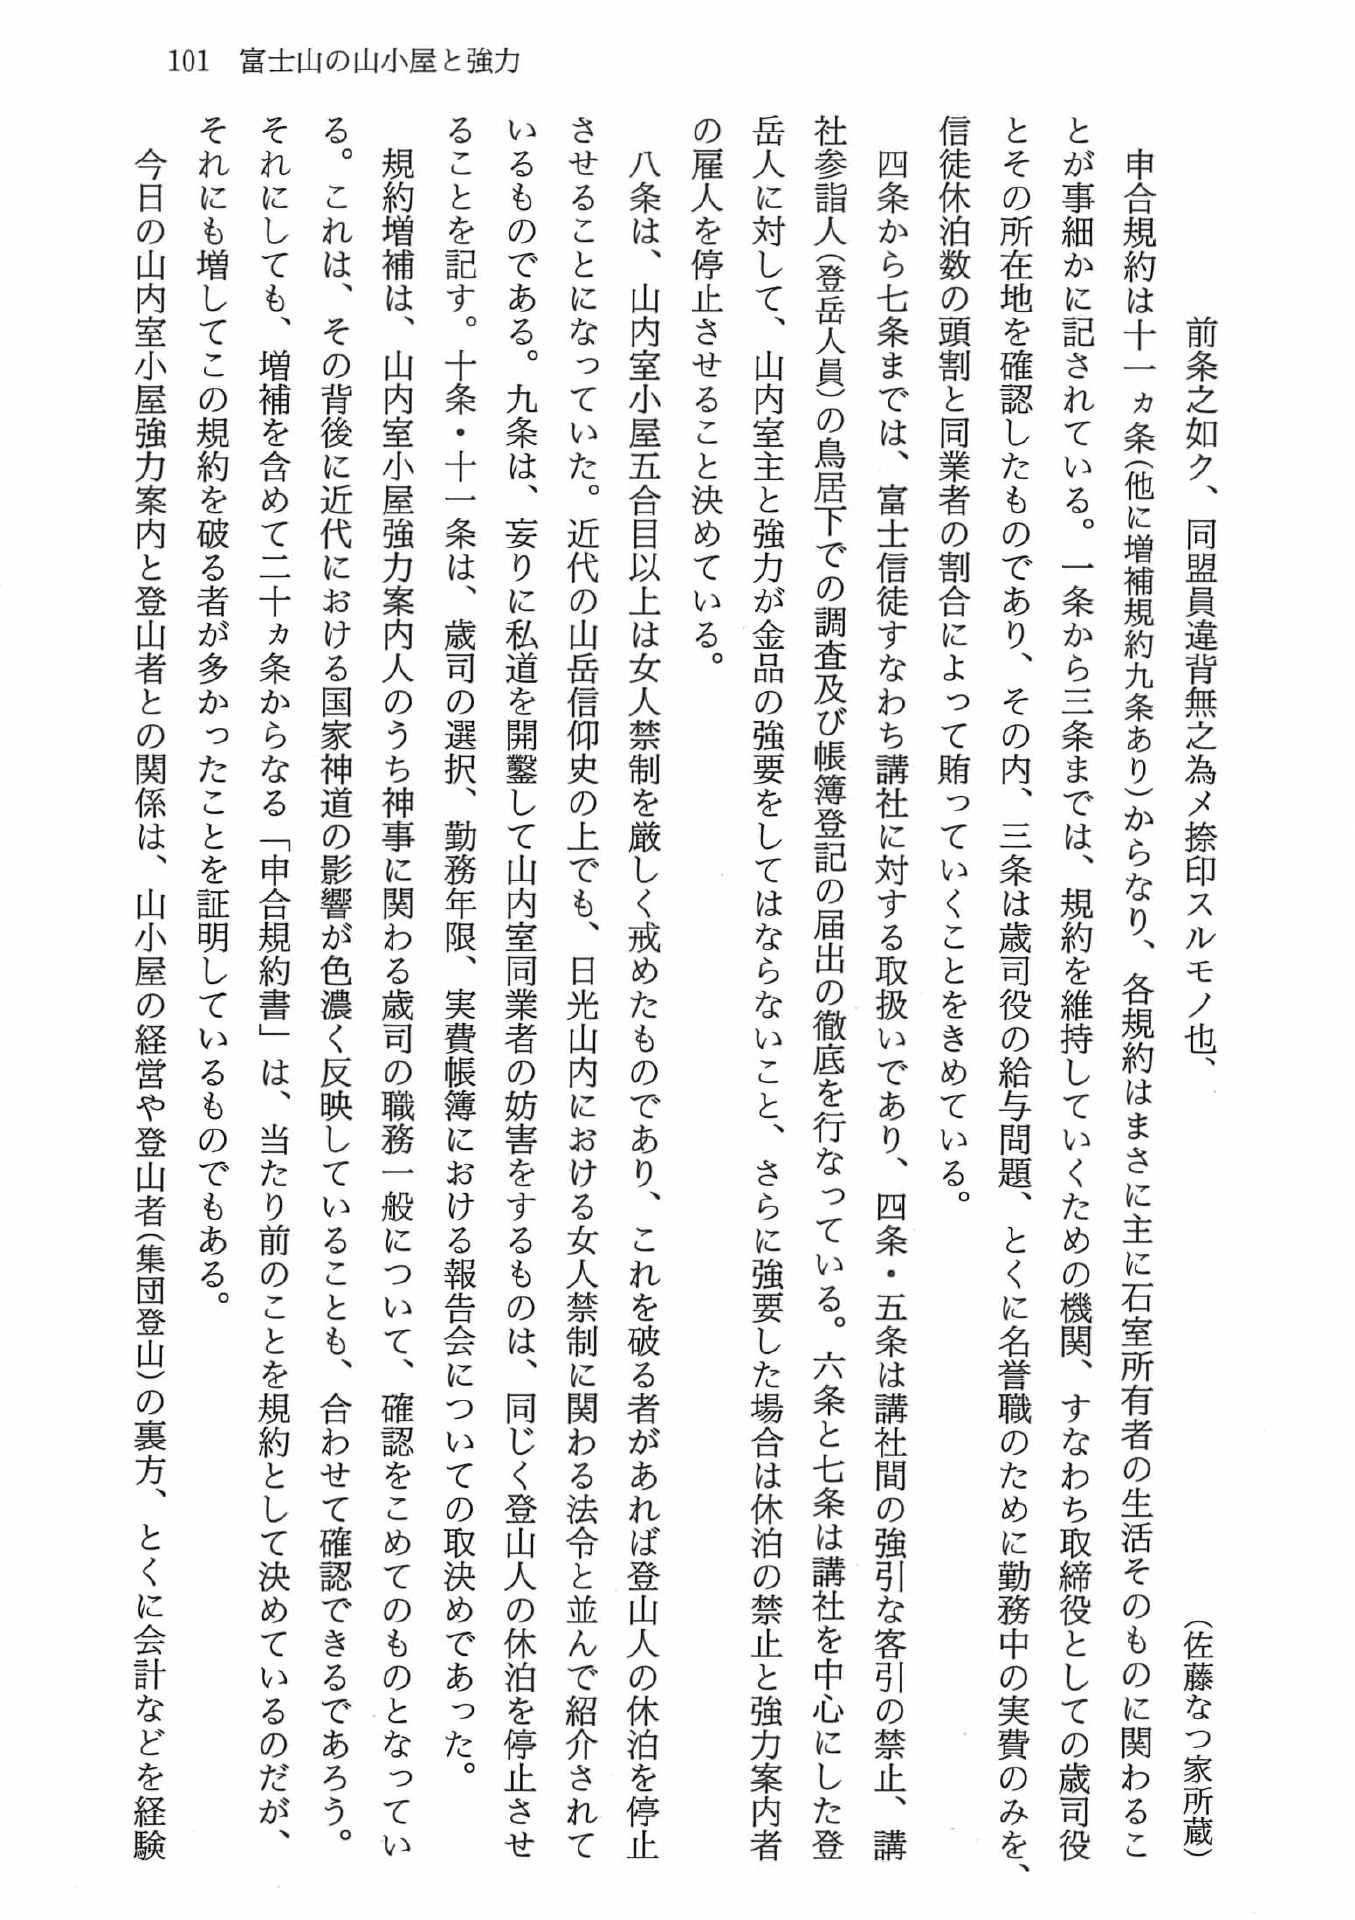 101 富士山の山小屋と強力
前条之如ク、同盟員違背無之為メ捺印スルモノ也、
（佐藤なつ家所蔵）
申合規約は十一ヵ条（他に増補規約九条あり）からなり、各規約はまさに主に石室所有者の生活そのものに関わるこ
とが事細かに記されている。一条から三条までは、規約を維持していくための機関、すなわち取締役としての歳司役
とその所在地を確認したものであり、その内、三条は歳司役の給与問題、とくに名誉職のために勤務中の実費のみを、
信徒休泊数の頭割と同業者の割合によって賄っていくことをきめている。
四条から七条までは、富士信徒すなわち講社に対する取扱いであり、四条・五条は講社間の強引な客引の禁止、講
社参詣人（登岳人員）の鳥居下での調査及び帳簿登記の届出の徹底を行なっている。六条と七条は講社を中心にした登
岳人に対して、山内室主と強力が金品の強要をしてはならないこと、さらに強要した場合は休泊の禁止と強力案内者
の雇人を停止させること決めている。
八条は、山内室小屋五合目以上は女人禁制を厳しく戒めたものであり、これを破る者があれば登山人の休泊を停止
させることになっていた。近代の山岳信仰史の上でも、日光山内における女人禁制に関わる法令と並んで紹介されて
いるものである。九条は、妄りに私道を開鑿して山内室同業者の妨害をするものは、同じく登山人の休泊を停止させ
ることを記す。十条・十一条は、歳司の選択、勤務年限、実費帳簿における報告会についての取決めであった。
規約増補は、山内室小屋強力案内人のうち神事に関わる歳司の職務一般について、確認をこめてのものとなってい
る。これは、その背後に近代における国家神道の影響が色濃く反映していることも、合わせて確認できるであろう。
それにしても、増補を含めて二十ヵ条からなる「申合規約書」は、当たり前のことを規約として決めているのだが、
それにも増してこの規約を破る者が多かったことを証明しているものでもある。
今日の山内室小屋強力案内と登山者との関係は、山小屋の経営や登山者（集団登山）の裏方、とくに会計などを経験